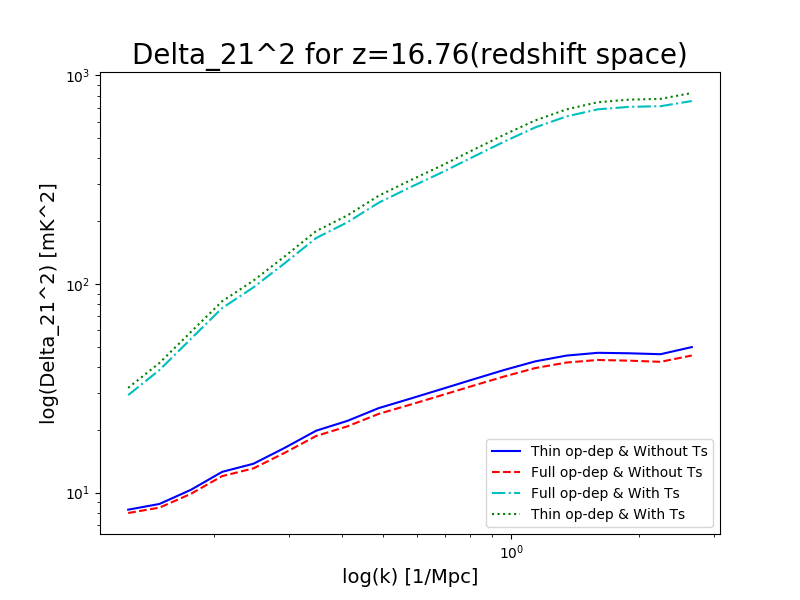 Delta_21^2 for z=16.76(redshift space)
10^3
10^2
10^1
log(Delta_21^2) [mK^2]
Thin op-dep & Without Ts
Full op-dep & Without Ts
Full op-dep & With Ts
Thin op-dep & With Ts
10^0
log(k) [1/Mpc]